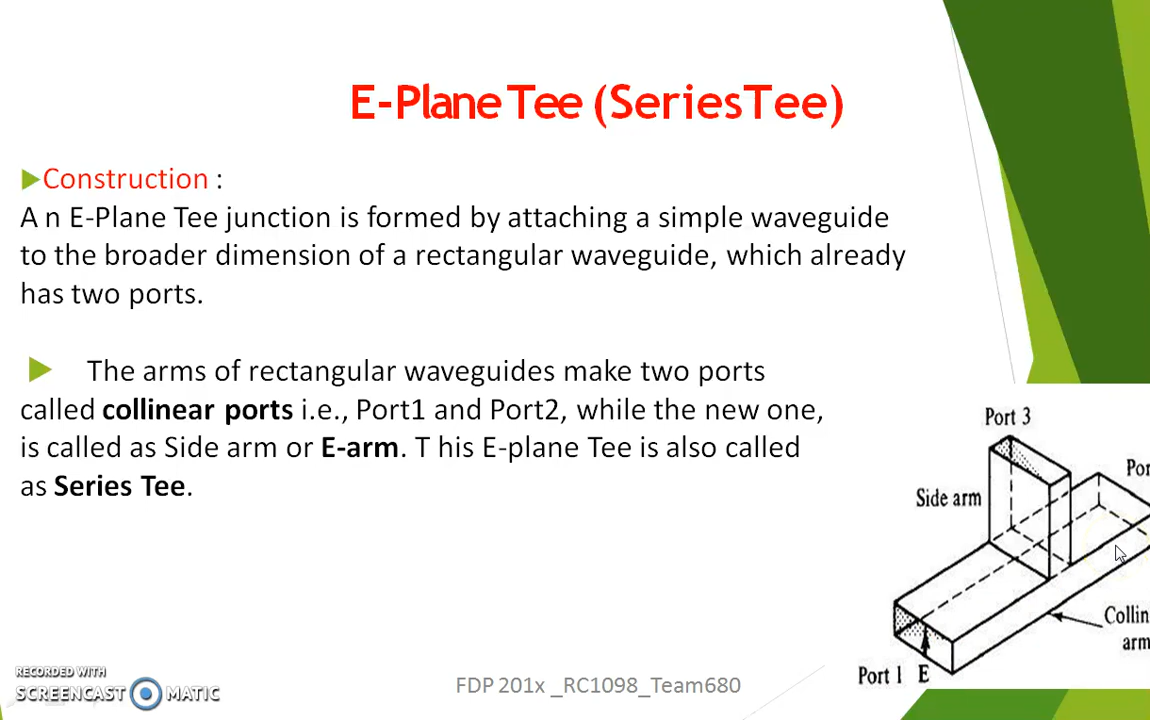 E-Plane Tee (SeriesTee)
Construction :
A n E-Plane Tee junction is formed by attaching a simple waveguide
to the broader dimension of a rectangular waveguide, which already
has two ports.
The arms of rectangular waveguides make two ports
called collinear ports i.e., Port1 and Port2, while the new one,
is called as Side arm or E-arm. T his E-plane Tee is also called
as Series Tee.
Port 3
Por
Side arm
Collin
arm
Port 1 E
RECORDED WITH
SCREENCAST MATIC
FDP 201x _RC1098_Team680